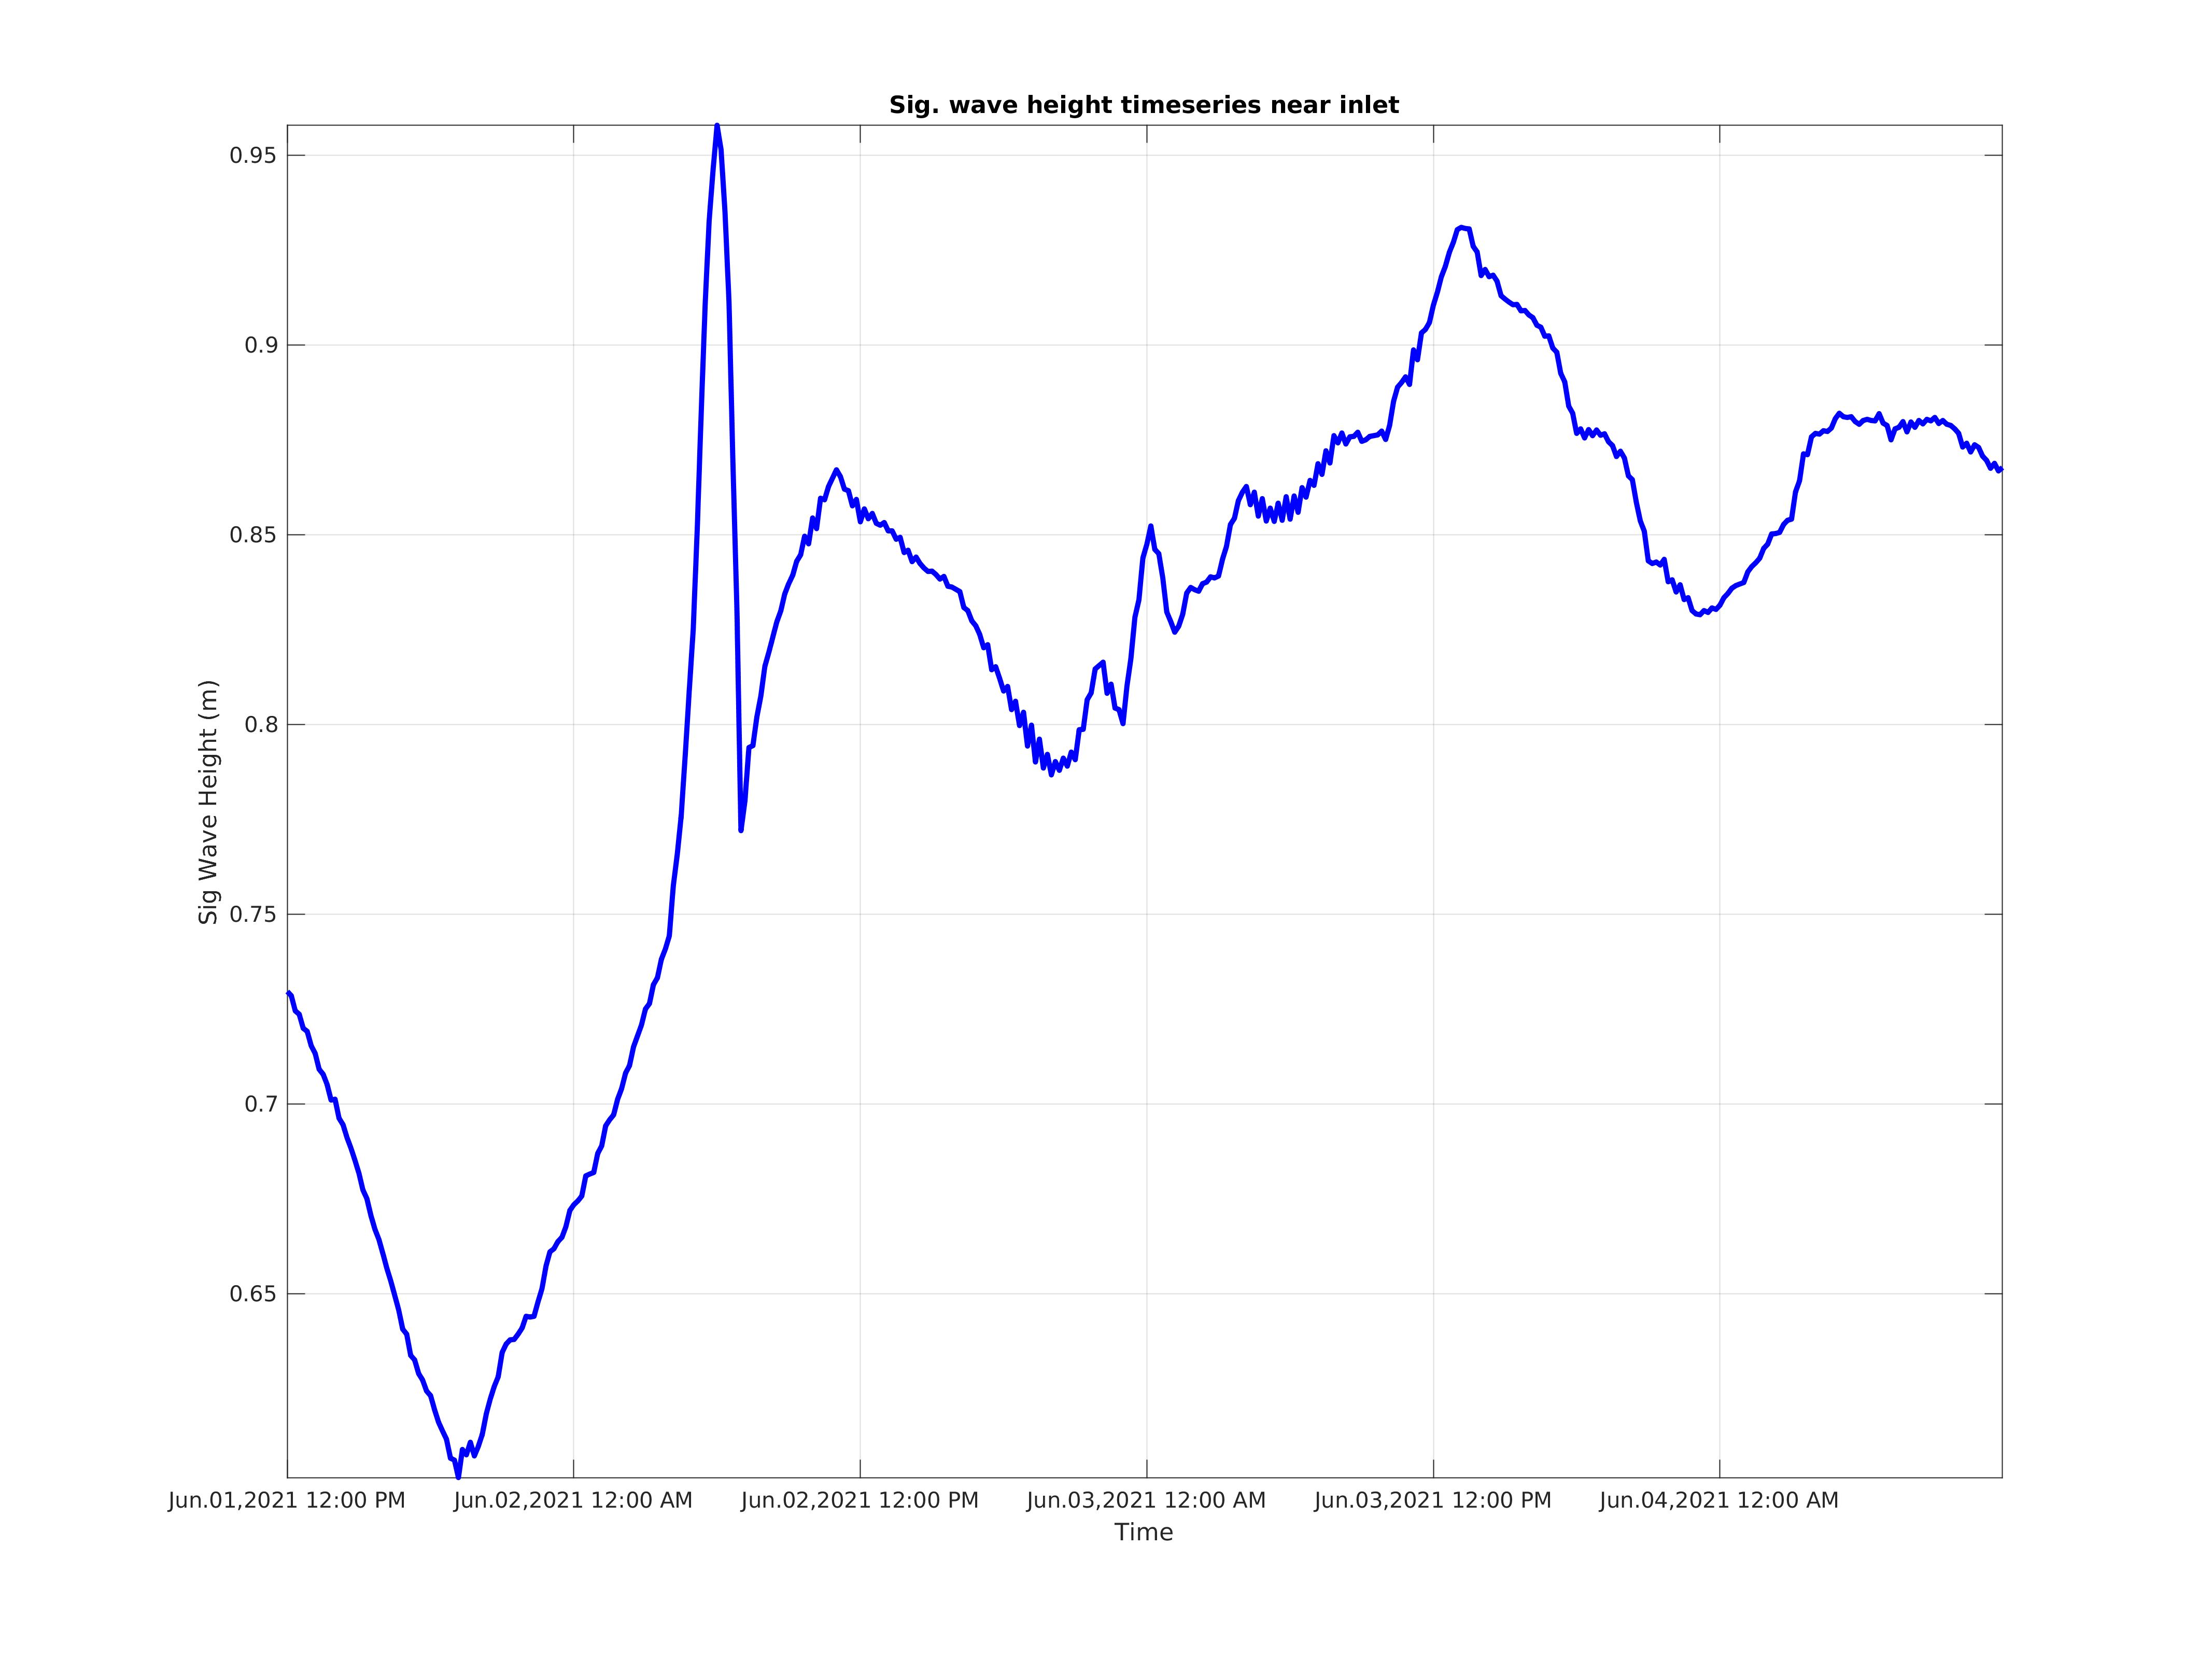 Sig. wave height timeseries near inlet
0.95
0.9
0.85
0.8
0.75
0.7
0.65
Sig Wave Height (m)
Jun.01,2021 12:00 PM Jun.02,2021 12:00 AM Jun.02,2021 12:00 PM Jun.03,2021 12:00 AM Jun.03,2021 12:00 PM Jun.04,2021 12:00 AM
Time